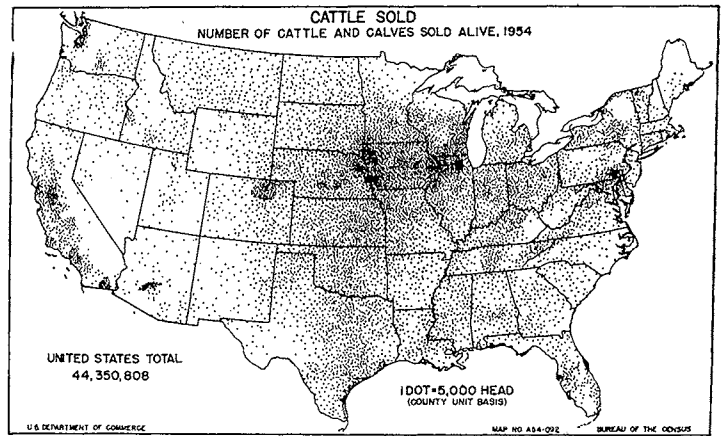 CATTLE SOLD
NUMBER OF CATTLE AND CALVES SOLD ALIVE, 1954
UNITED STATES TOTAL
44,350,808
1 DOT=5,000 HEAD
(COUNTY UNIT BASIS)
U S DEPARTMENT OF COMMERCE
MAP NO A54-092
BUREAU OF THE CENSUS